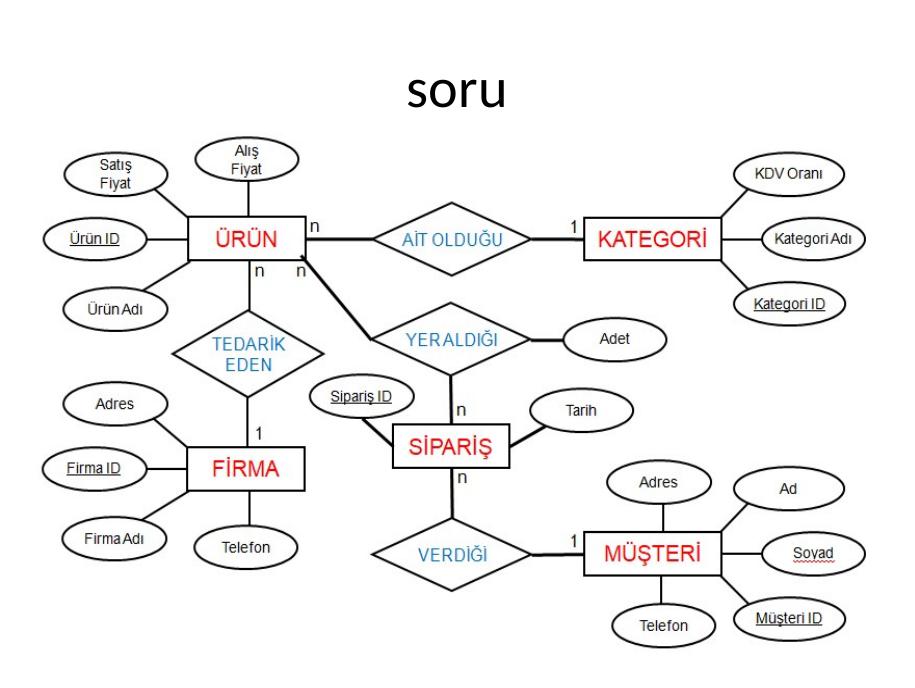 soru
Satış
Fiyat
Alış
Fiyat
KDV Oranı
Ürün ID
ÜRÜN
n
AİT OLDUĞU
1
KATEGORİ
Kategori Adı
n
n
Ürün Adı
Kategori ID
TEDARİK
EDEN
YER ALDIĞI
Adet
Sipariş ID
Adres
n
Tarih
1
SİPARİŞ
Firma ID
FİRMA
n
Adres
Ad
Firma Adı
Telefon
VERDİĞİ
1
MÜŞTERİ
Soyad
Telefon
Müşteri ID